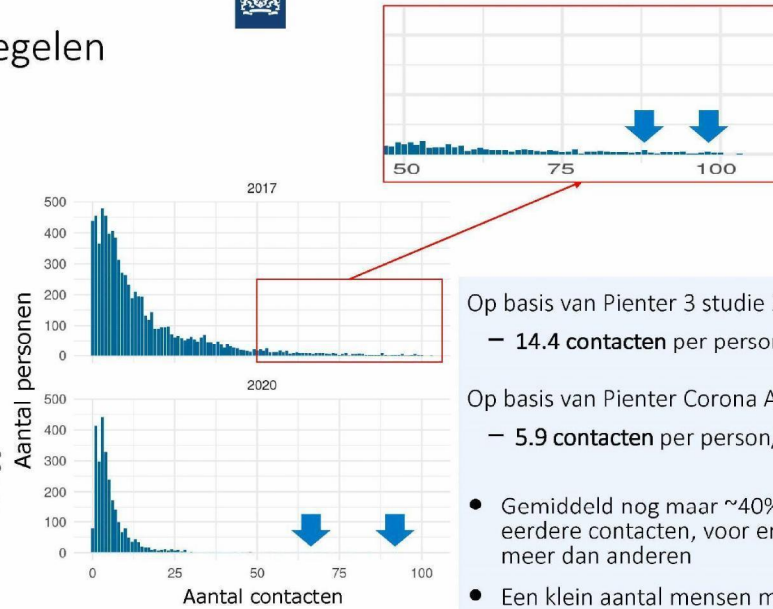 egelen
50 75 100
2017
500
400
300
200
100
0
2020
500
400
300
200
100
0
0 25 50 75 100
Aantal contacten
Aantal personen
Op basis van Pienter 3 studie
– 14.4 contacten per person
Op basis van Pienter Corona A
– 5.9 contacten per person,
• Gemiddeld nog maar ~40%
eerdere contacten, voor en
meer dan anderen
• Een klein aantal mensen m